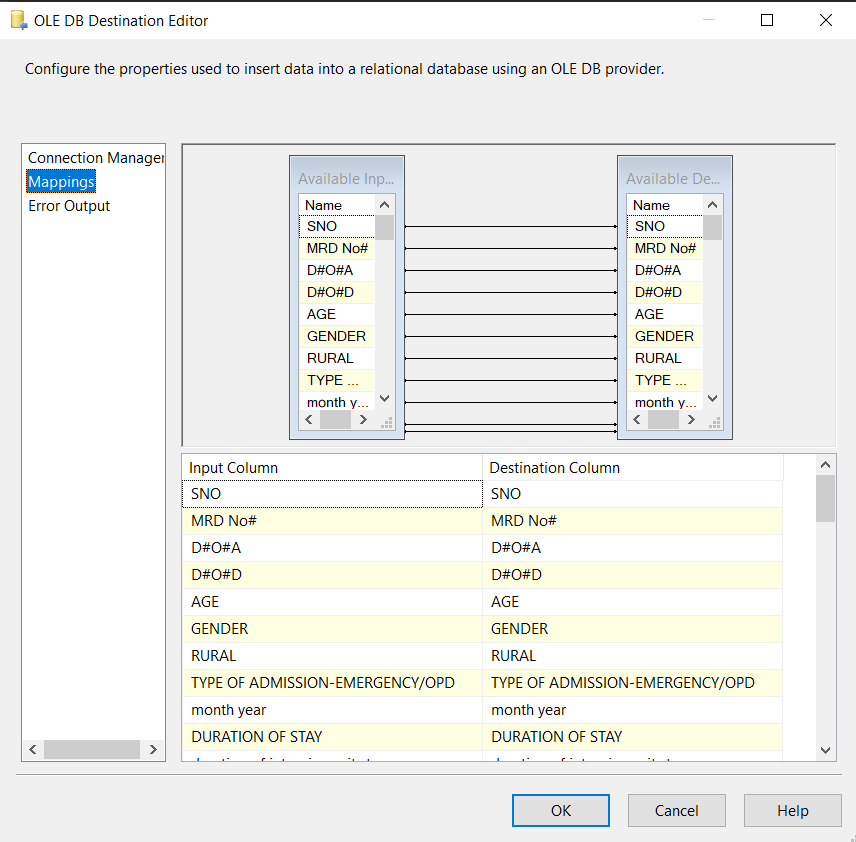 OLE DB Destination Editor
Configure the properties used to insert data into a relational database using an OLE DB provider.
Connection Manager
Mappings
Error Output
Available Inp...
Name
SNO
MRD No#
D#O#A
D#O#D
AGE
GENDER
RURAL
TYPE ...
month y...
Available De...
Name
SNO
MRD No#
D#O#A
D#O#D
AGE
GENDER
RURAL
TYPE ...
month y...
Input Column Destination Column
SNO SNO
MRD No# MRD No#
D#O#A D#O#A
D#O#D D#O#D
AGE AGE
GENDER GENDER
RURAL RURAL
TYPE OF ADMISSION-EMERGENCY/OPD TYPE OF ADMISSION-EMERGENCY/OPD
month year month year
DURATION OF STAY DURATION OF STAY
OK Cancel Help